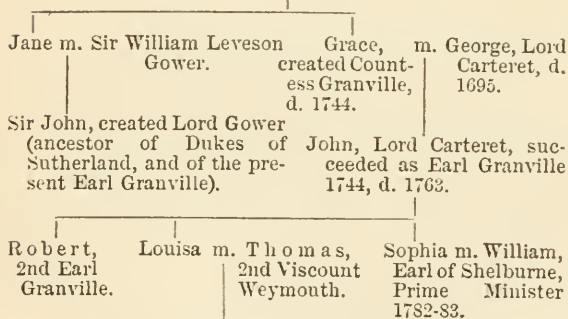 Jane m. Sir William Leveson
Gower.
Grace,
created Count-
ess Granville,
d. 1744.
m. George, Lord
Carteret, d.
1695.
Sir John, created Lord Gower
(ancestor of Dukes of
Sutherland, and of the pre-
sent Earl Granville).
John, Lord Carteret, suc-
ceeded as Earl Granville
1744, d. 1763.
Robert,
2nd Earl
Granville.
Louisa m. Thomas,
2nd Viscount
Weymouth.
Sophia m. William,
Earl of Shelburne,
Prime Minister
1782-83.